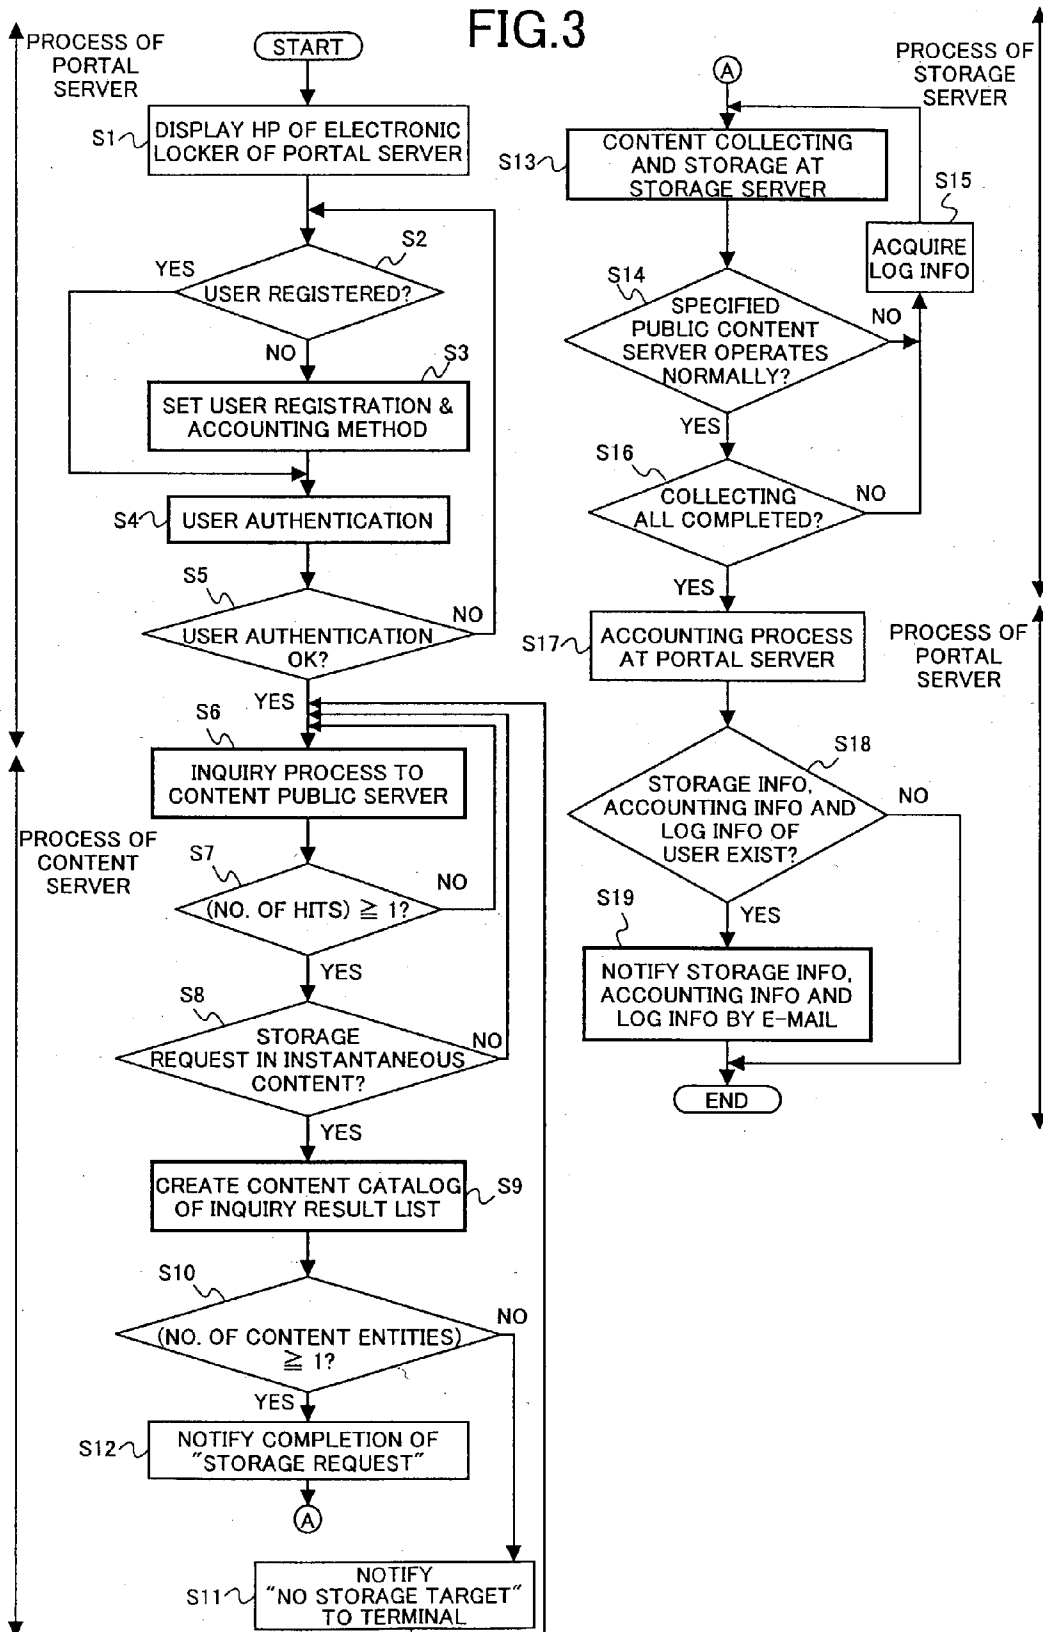 FIG.3
PROCESS OF
PORTAL
SERVER
START
S1
DISPLAY HP OF ELECTRONIC
LOCKER OF PORTAL SERVER
S2
YES
USER REGISTERED?
NO
S3
SET USER REGISTRATION &
ACCOUNTING METHOD
S4
USER AUTHENTICATION
S5
NO
USER AUTHENTICATION
OK?
YES
S6
INQUIRY PROCESS TO
CONTENT PUBLIC SERVER
PROCESS OF
CONTENT
SERVER
S7
NO
(NO. OF HITS) ≧ 1?
YES
S8
STORAGE
REQUEST IN INSTANTANEOUS
CONTENT?
NO
YES
CREATE CONTENT CATALOG
OF INQUIRY RESULT LIST
S9
S10
NO
(NO. OF CONTENT ENTITIES)
≧ 1?
YES
S12
NOTIFY COMPLETION OF
"STORAGE REQUEST"
A
S11
NOTIFY
"NO STORAGE TARGET"
TO TERMINAL
A
PROCESS OF
STORAGE
SERVER
S13
CONTENT COLLECTING
AND STORAGE AT
STORAGE SERVER
S15
ACQUIRE
LOG INFO
S14
SPECIFIED
PUBLIC CONTENT
SERVER OPERATES
NORMALLY?
NO
YES
S16
COLLECTING
ALL COMPLETED?
NO
YES
S17
ACCOUNTING PROCESS
AT PORTAL SERVER
PROCESS OF
PORTAL
SERVER
S18
STORAGE INFO,
ACCOUNTING INFO AND
LOG INFO OF
USER EXIST?
NO
S19
YES
NOTIFY STORAGE INFO,
ACCOUNTING INFO AND
LOG INFO BY E-MAIL
END